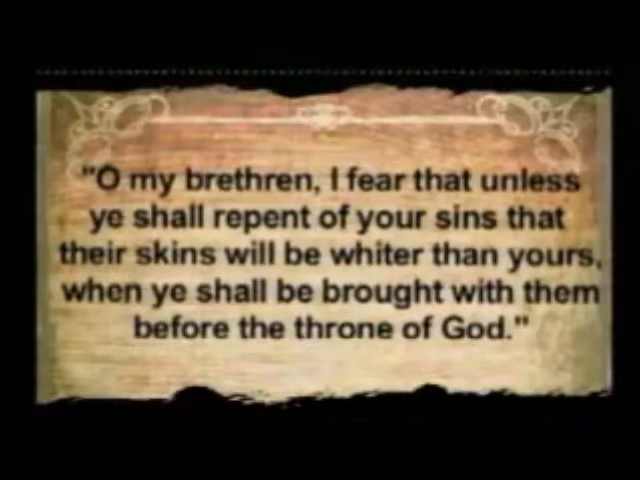 "O my brethren, I fear that unless
ye shall repent of your sins that
their skins will be whiter than yours,
when ye shall be brought with them
before the throne of God."